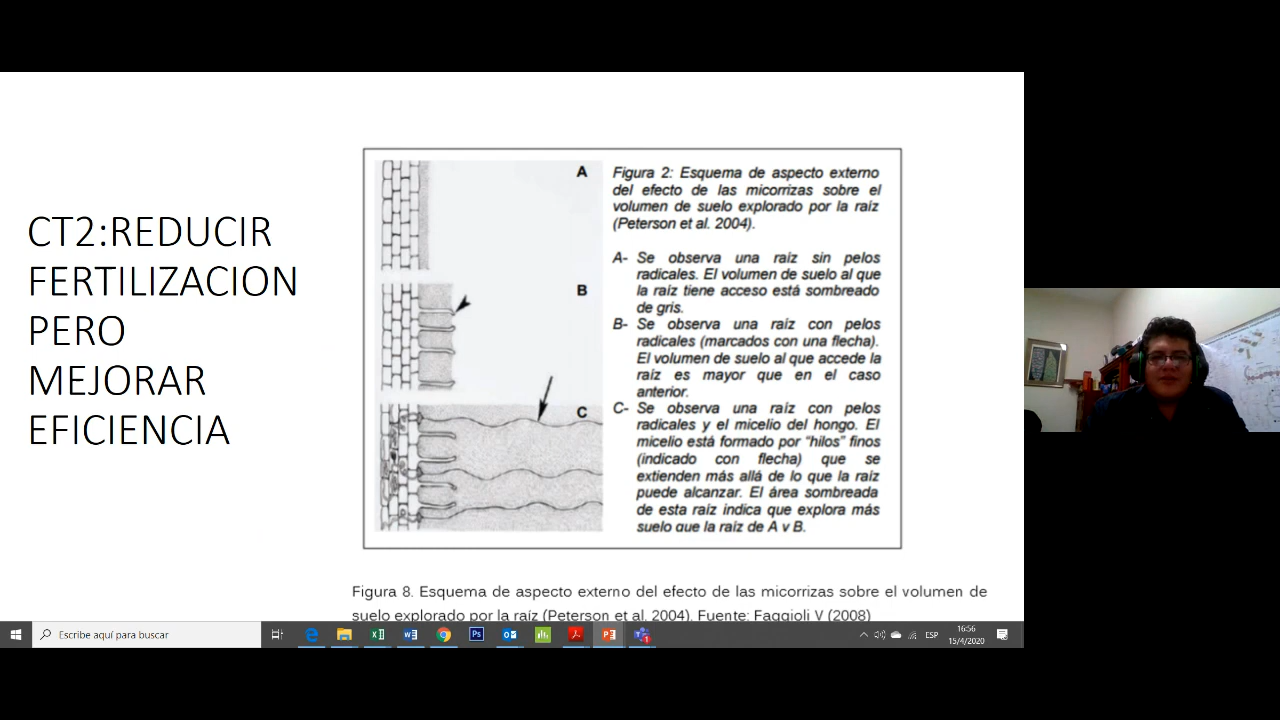 CT2:REDUCIR
FERTILIZACION
PERO
MEJORAR
EFICIENCIA
A
B
C
Figura 2: Esquema de aspecto externo
del efecto de las micorrizas sobre el
volumen de suelo explorado por la raíz
(Peterson et al. 2004).
A- Se observa una raíz sin pelos
radicales. El volumen de suelo al que
la raíz tiene acceso está sombreado
de gris.
B- Se observa una raíz con pelos
radicales (marcados con una flecha).
El volumen de suelo al que accede la
raíz es mayor que en el caso
anterior.
C- Se observa una raíz con pelos
radicales y el micelio del hongo. El
micelio está formado por "hilos" finos
(indicado con flecha) que se
extienden más allá de lo que la raíz
puede alcanzar. El área sombreada
de esta raíz indica que explora más
suelo que la raíz de A y B.
Figura 8. Esquema de aspecto externo del efecto de las micorrizas sobre el volumen de
suelo explorado por la raíz (Peterson et al. 2004). Fuente: Faggioli V (2008)
Escribe aquí para buscar
ESP
16:56
15/4/2020